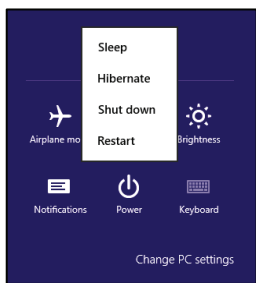 Sleep
Hibernate
Shut down
Restart
Airplane mo
Brightness
Notifications
Power
Keyboard
Change PC settings